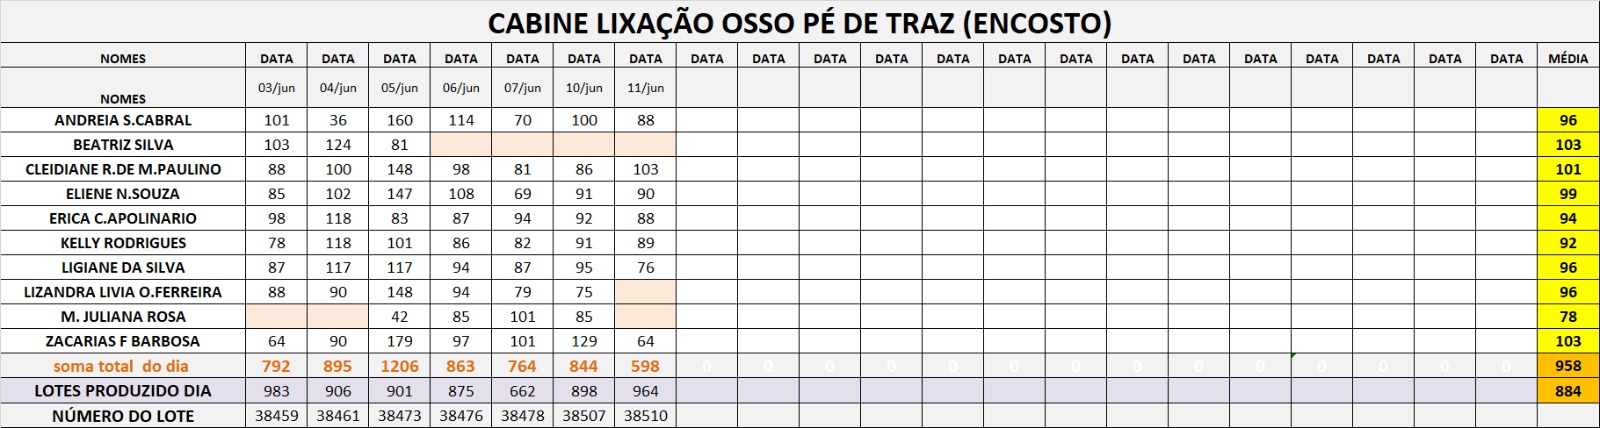 CABINE LIXAÇÃO OSSO PÉ DE TRAZ (ENCOSTO)
NOMES DATA DATA DATA DATA DATA DATA DATA DATA DATA DATA DATA DATA DATA DATA DATA DATA DATA DATA DATA DATA DATA MÉDIA
NOMES 03/jun 04/jun 05/jun 06/jun 07/jun 10/jun 11/jun
ANDREIA S.CABRAL 101 36 160 114 70 100 88 96
BEATRIZ SILVA 103 124 81 103
CLEIDIANE R.DE M.PAULINO 88 100 148 98 81 86 103 101
ELIENE N.SOUZA 85 102 147 108 69 91 90 99
ERICA C.APOLINARIO 98 118 83 87 94 92 88 94
KELLY RODRIGUES 78 118 101 86 82 91 89 92
LIGIANE DA SILVA 87 117 117 94 87 95 76 96
LIZANDRA LIVIA O.FERREIRA 88 90 148 94 79 75 96
M. JULIANA ROSA 42 85 101 85 78
ZACARIAS F BARBOSA 64 90 179 97 101 129 64 103
soma total do dia 792 895 1206 863 764 844 598 0 0 0 0 0 0 0 0 0 0 0 0 0 0 958
LOTES PRODUZIDO DIA 983 906 901 875 662 898 964 884
NÚMERO DO LOTE 38459 38461 38473 38476 38478 38507 38510